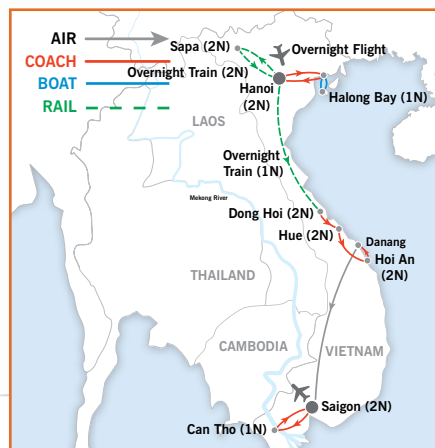 AIR
COACH
BOAT
RAIL
Sapa (2N)
Overnight Flight
Overnight Train (2N)
Hanoi
(2N)
Halong Bay (1N)
LAOS
Overnight
Train (1N)
Mekong River
Dong Hoi (2N)
Hue (2N)
Danang
Hoi An
(2N)
THAILAND
CAMBODIA
VIETNAM
Saigon (2N)
Can Tho (1N)